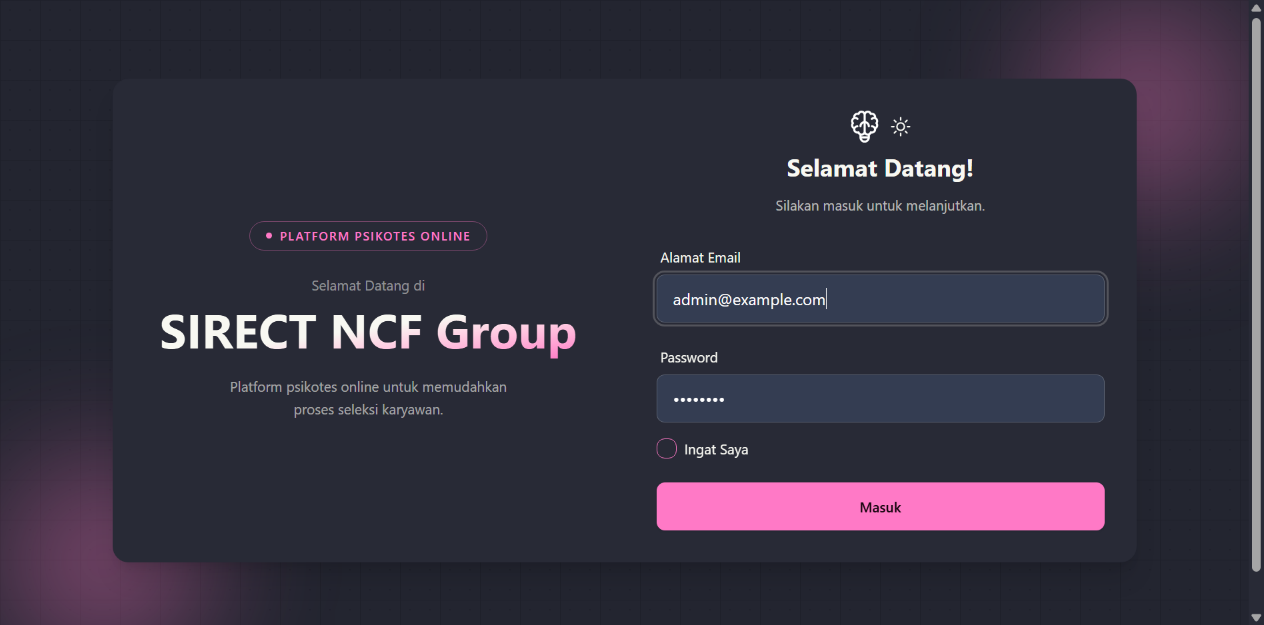 PLATFORM PSIKOTES ONLINE
Selamat Datang di
SIRECT NCF Group
Platform psikotes online untuk memudahkan
proses seleksi karyawan.
Selamat Datang!
Silakan masuk untuk melanjutkan.
Alamat Email
admin@example.com
Password
••••••••
Ingat Saya
Masuk